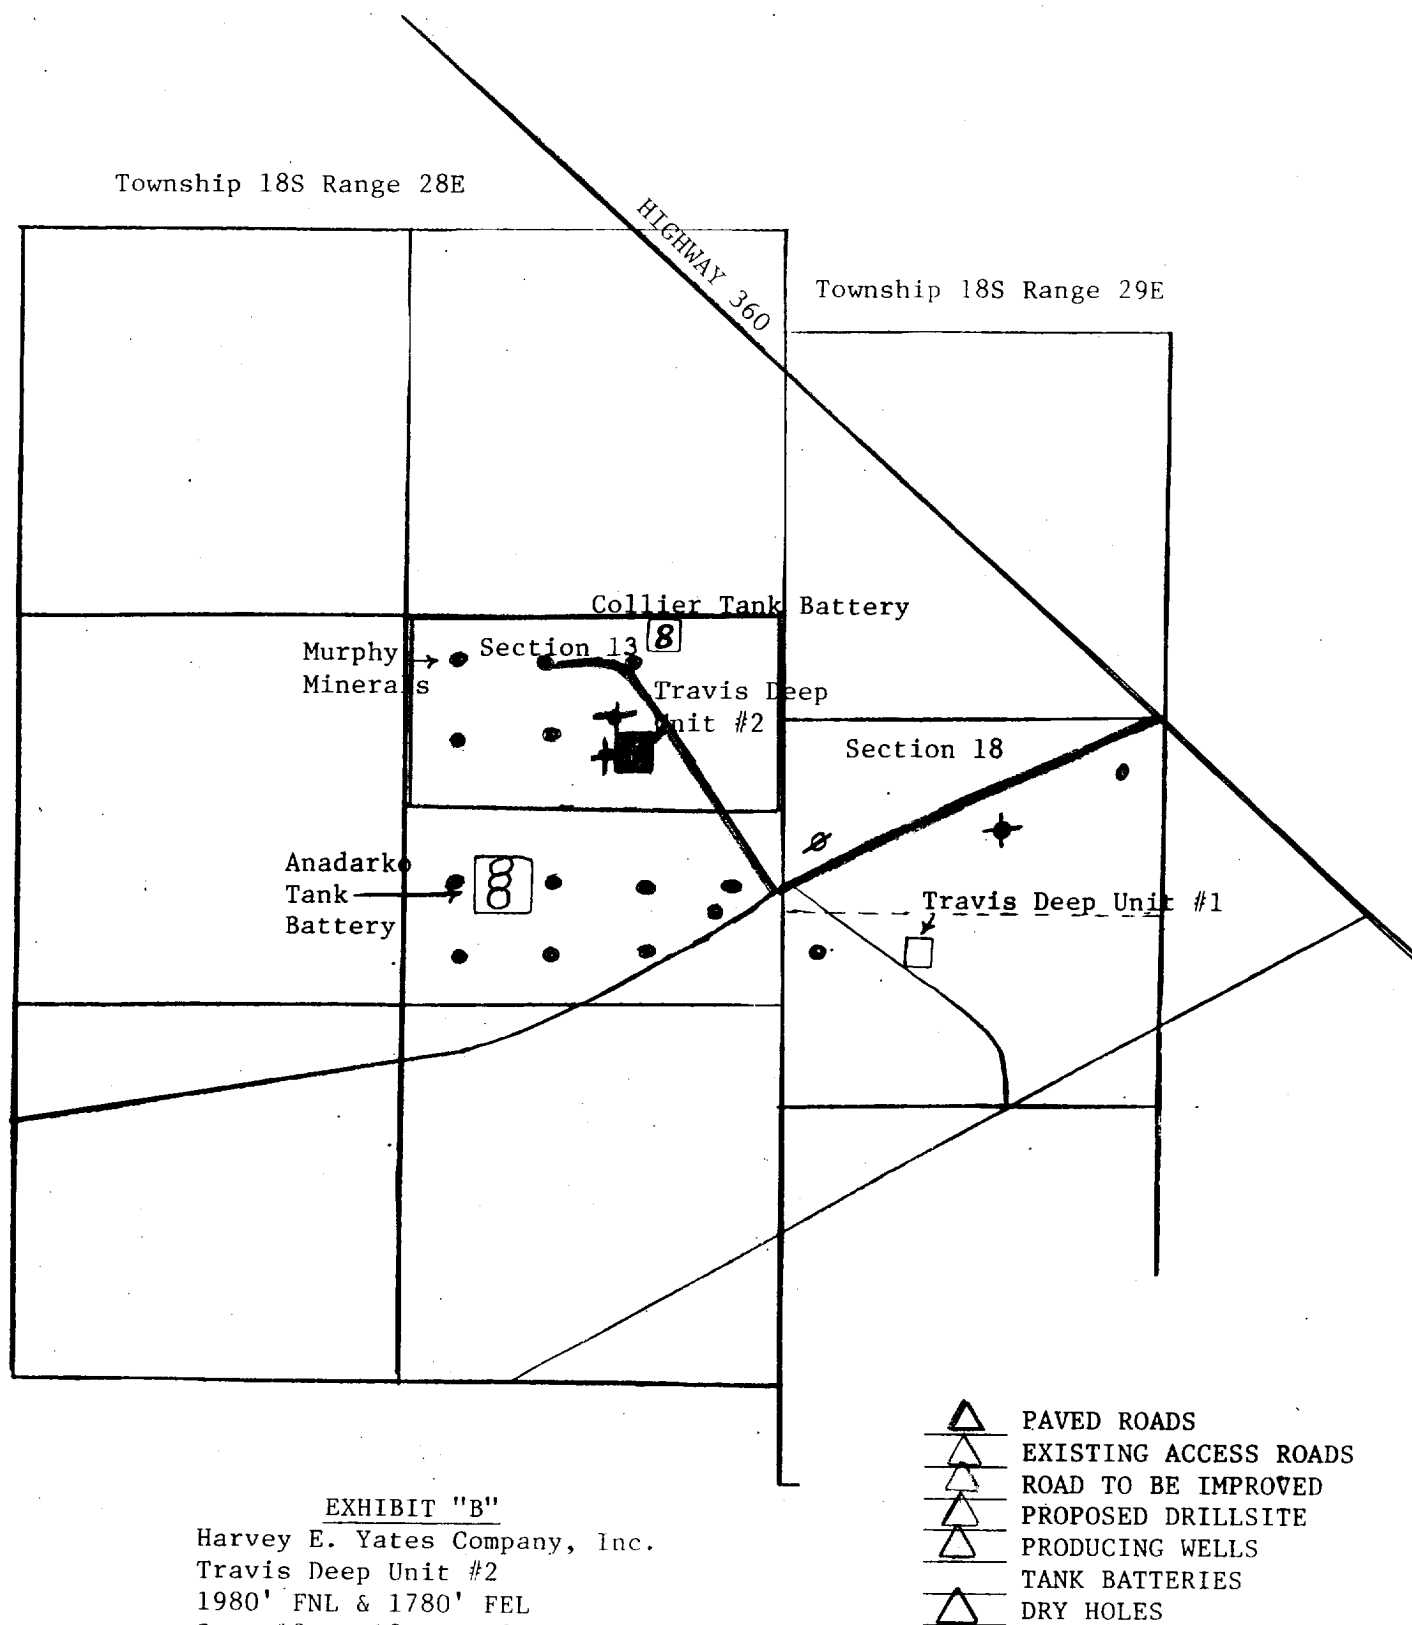 Township 18S Range 28E
HIGHWAY 360
Township 18S Range 29E
Collier Tank Battery
8
Section 13
Murphy
Minerals
Travis Deep
Unit #2
Section 18
Anadarko
Tank
Battery
Travis Deep Unit #1
PAVED ROADS
EXISTING ACCESS ROADS
ROAD TO BE IMPROVED
PROPOSED DRILLSITE
PRODUCING WELLS
TANK BATTERIES
DRY HOLES
EXHIBIT "B"
Harvey E. Yates Company, Inc.
Travis Deep Unit #2
1980' FNL & 1780' FEL